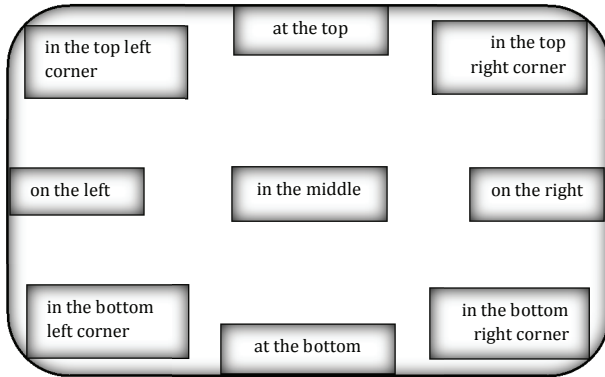 in the top left
corner
at the top
in the top
right corner
on the left
in the middle
on the right
in the bottom
left corner
at the bottom
in the bottom
right corner